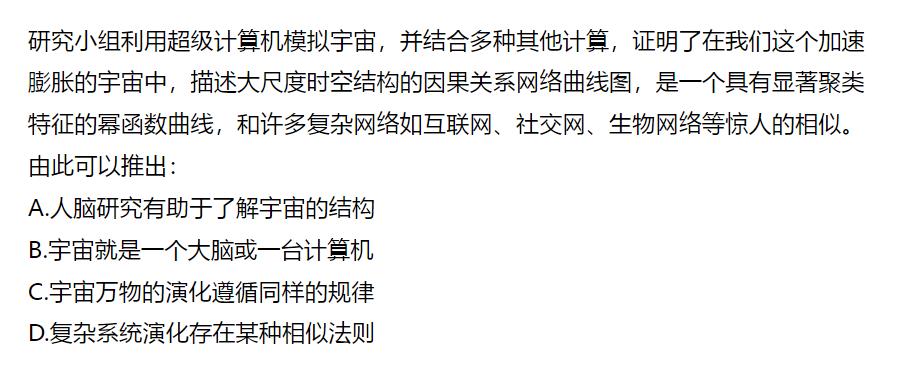 研究小组利用超级计算机模拟宇宙，并结合多种其他计算，证明了在我们这个加速
膨胀的宇宙中，描述大尺度时空结构的因果关系网络曲线图，是一个具有显著聚类
特征的幂函数曲线，和许多复杂网络如互联网、社交网、生物网络等惊人的相似。
由此可以推出：
A.人脑研究有助于了解宇宙的结构
B.宇宙就是一个大脑或一台计算机
C.宇宙万物的演化遵循同样的规律
D.复杂系统演化存在某种相似法则